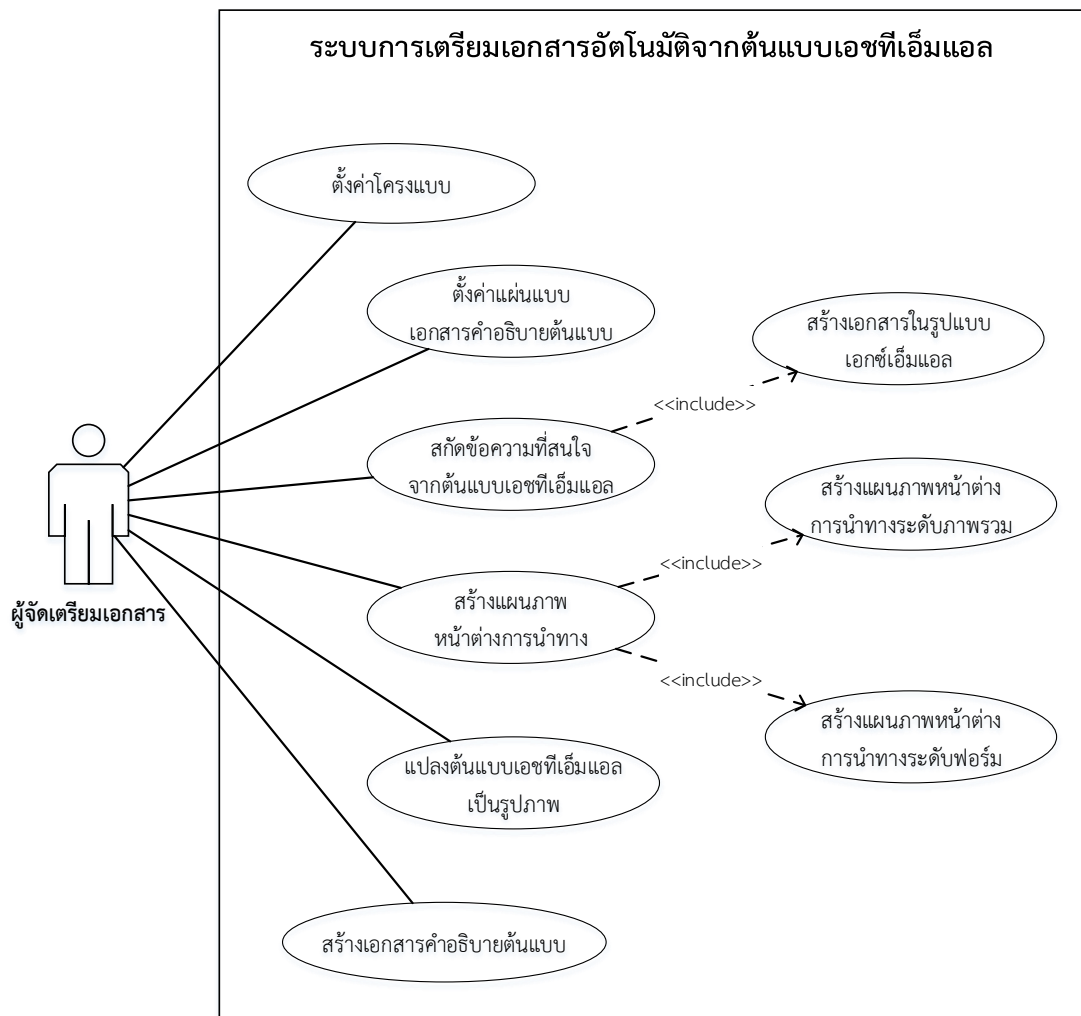 ระบบการเตรียมเอกสารอัตโนมัติจากต้นแบบเอชทีเอ็มแอล
ตั้งค่าโครงแบบ
ตั้งค่าแผ่นแบบ
เอกสารคำอธิบายต้นแบบ
สร้างเอกสารในรูปแบบ
เอกซ์เอ็มแอล
<<include>>
สกัดข้อความที่สนใจ
จากต้นแบบเอชทีเอ็มแอล
สร้างแผนภาพหน้าต่าง
การนำทางระดับภาพรวม
<<include>>
ผู้จัดเตรียมเอกสาร
สร้างแผนภาพ
หน้าต่างการนำทาง
<<include>>
สร้างแผนภาพหน้าต่าง
การนำทางระดับฟอร์ม
แปลงต้นแบบเอชทีเอ็มแอล
เป็นรูปภาพ
สร้างเอกสารคำอธิบายต้นแบบ